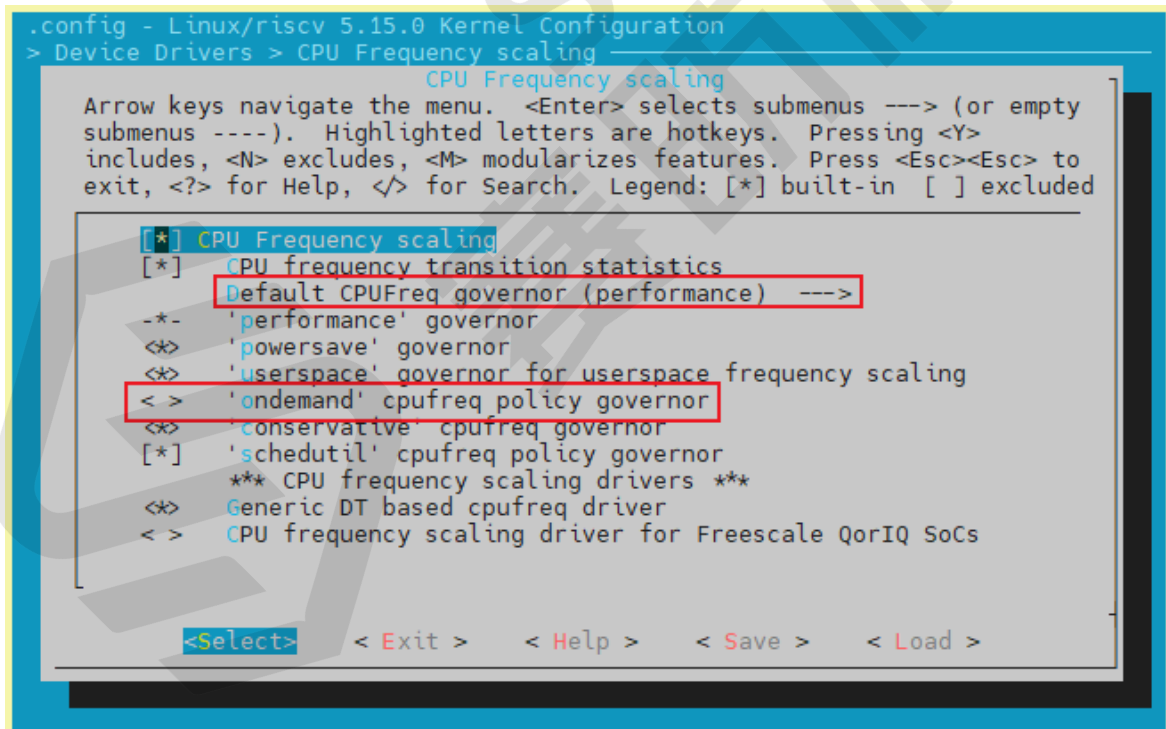 .config - Linux/riscv 5.15.0 Kernel Configuration
> Device Drivers > CPU Frequency scaling
CPU Frequency scaling
Arrow keys navigate the menu.  <Enter> selects submenus ---> (or empty
submenus ----).  Highlighted letters are hotkeys.  Pressing <Y>
includes, <N> excludes, <M> modularizes features.  Press <Esc><Esc> to
exit, <?> for Help, </> for Search.  Legend: [*] built-in  [ ] excluded
[*] CPU Frequency scaling
[*]   CPU frequency transition statistics
Default CPUFreq governor (performance)  --->
-*-   'performance' governor
<*>   'powersave' governor
<*>   'userspace' governor for userspace frequency scaling
< >   'ondemand' cpufreq policy governor
<*>   'conservative' cpufreq governor
[*]   'schedutil' cpufreq policy governor
*** CPU frequency scaling drivers ***
<*>   Generic DT based cpufreq driver
< >   CPU frequency scaling driver for Freescale QorIQ SoCs
<Select>    < Exit >    < Help >    < Save >    < Load >